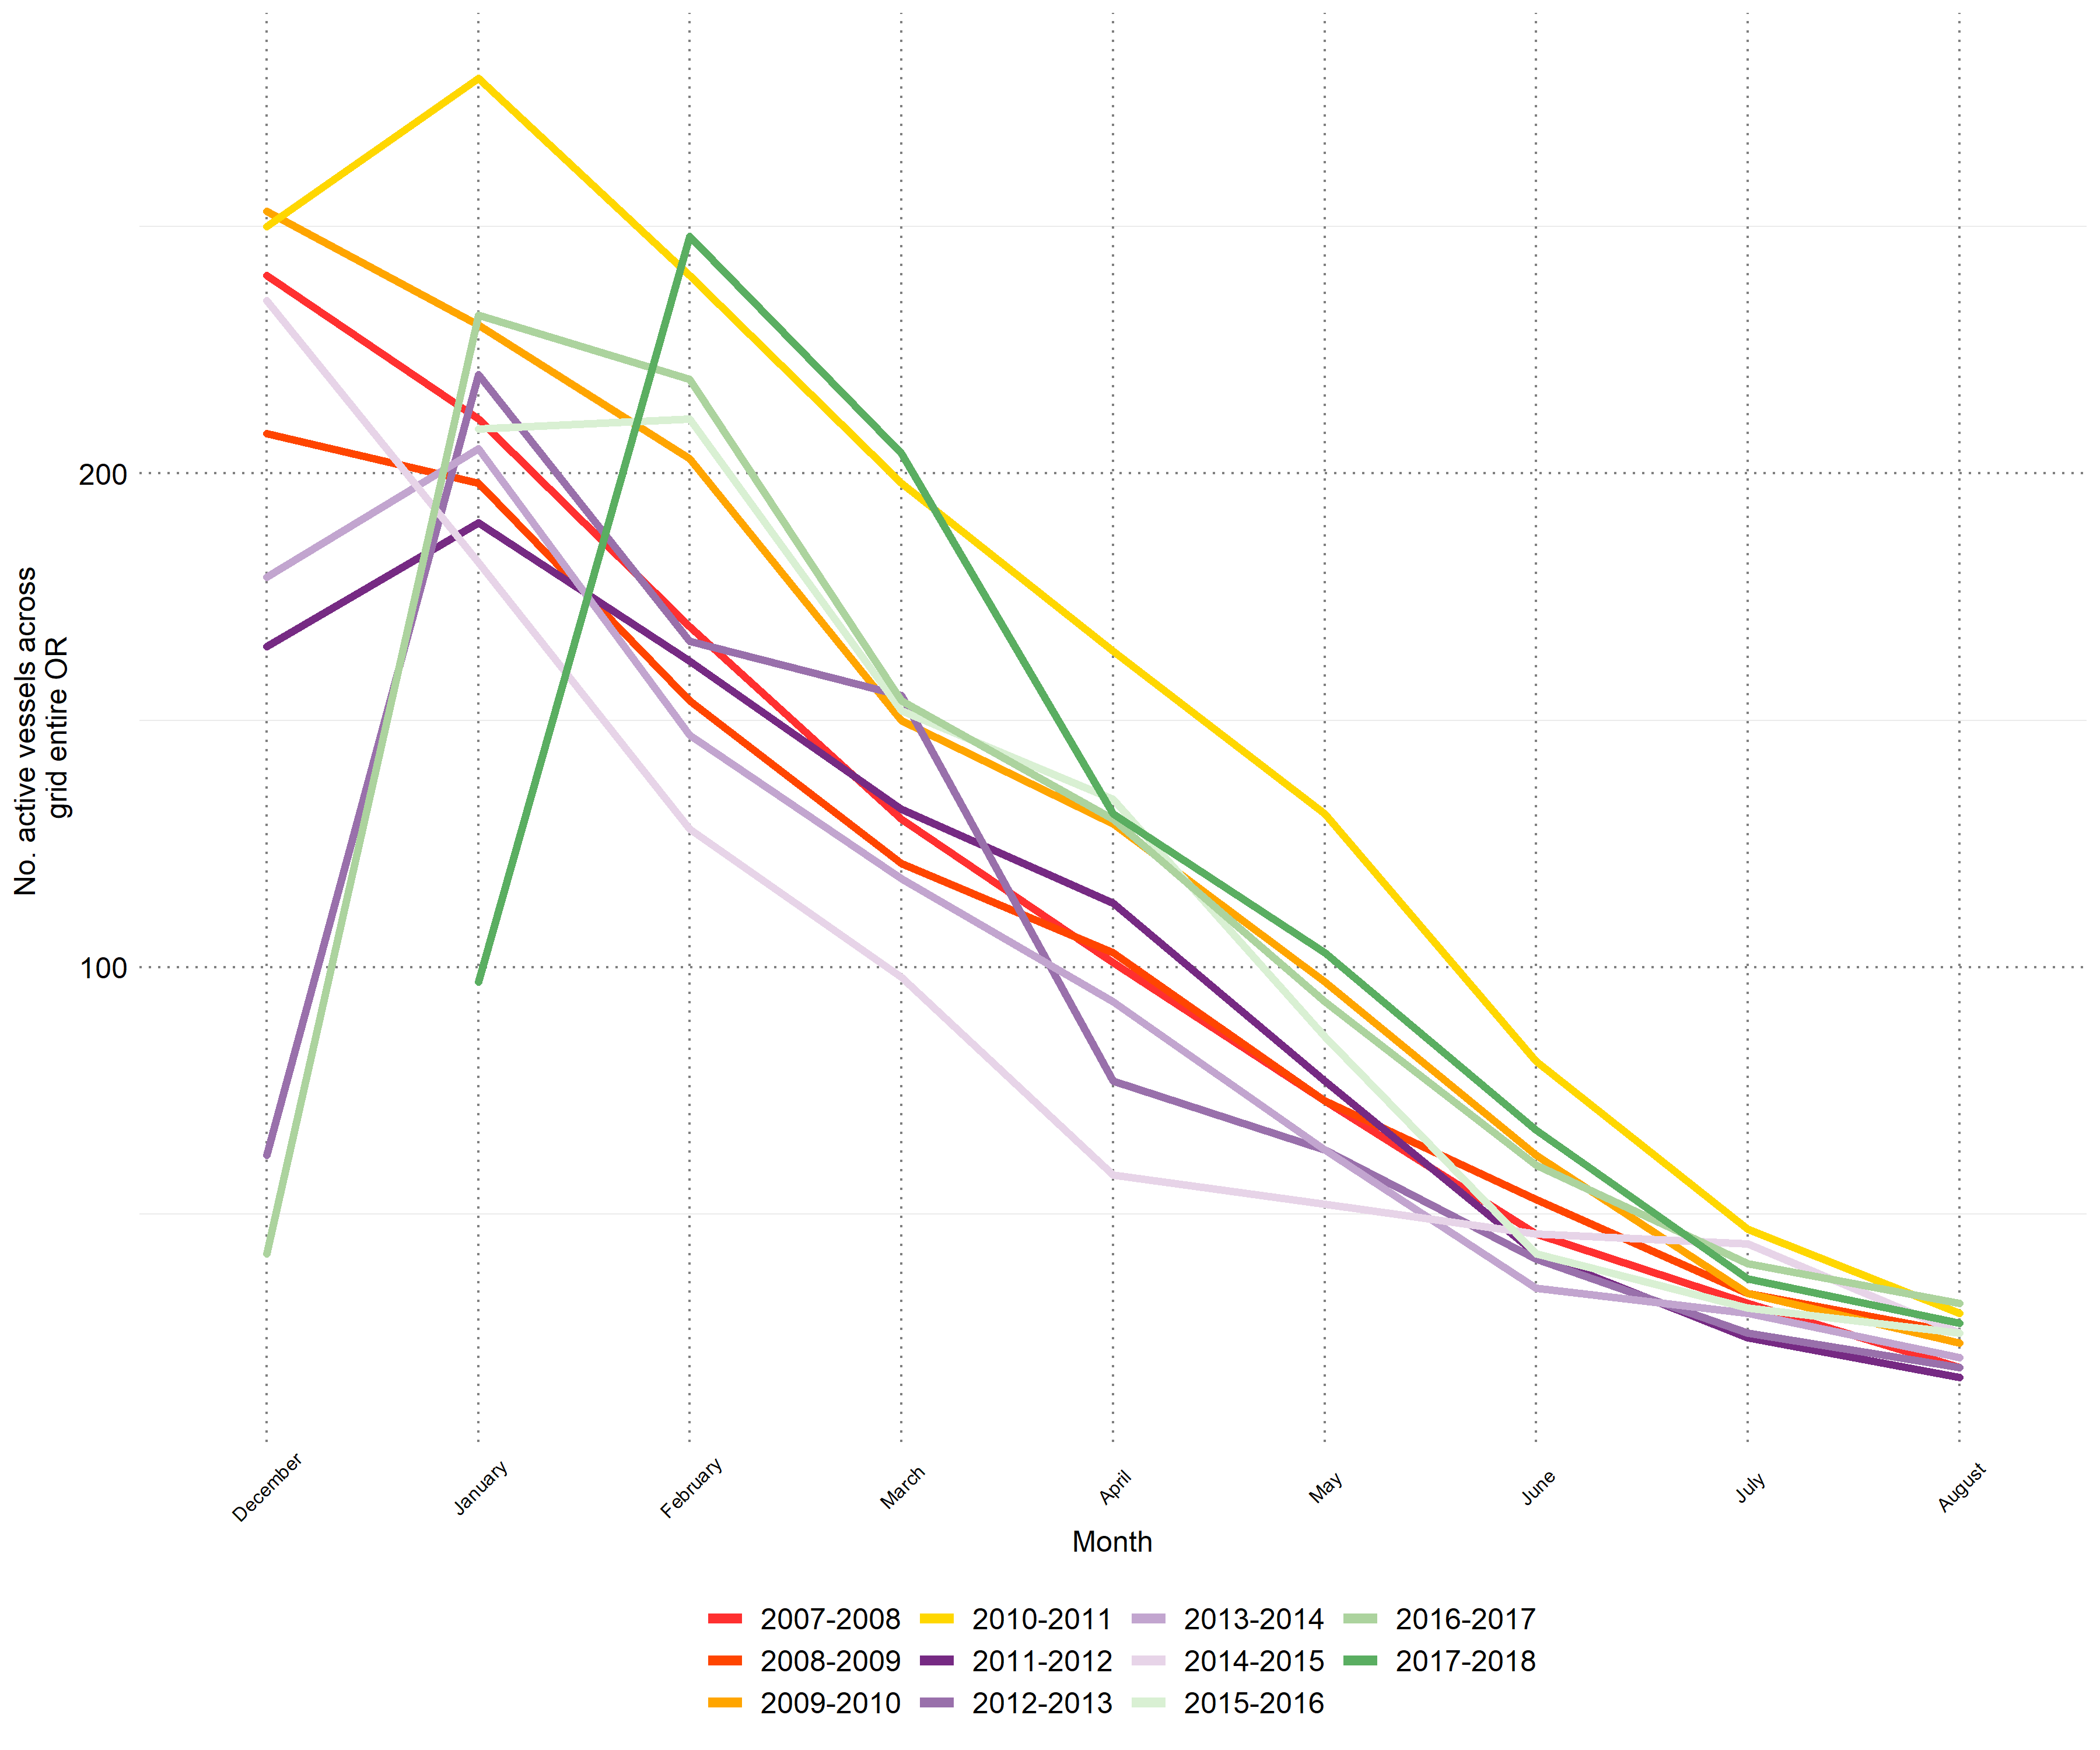 No. active vessels across
grid entire OR
200
100
December
January
February
March
April
May
June
July
August
Month
2007-2008
2010-2011
2013-2014
2016-2017
2008-2009
2011-2012
2014-2015
2017-2018
2009-2010
2012-2013
2015-2016